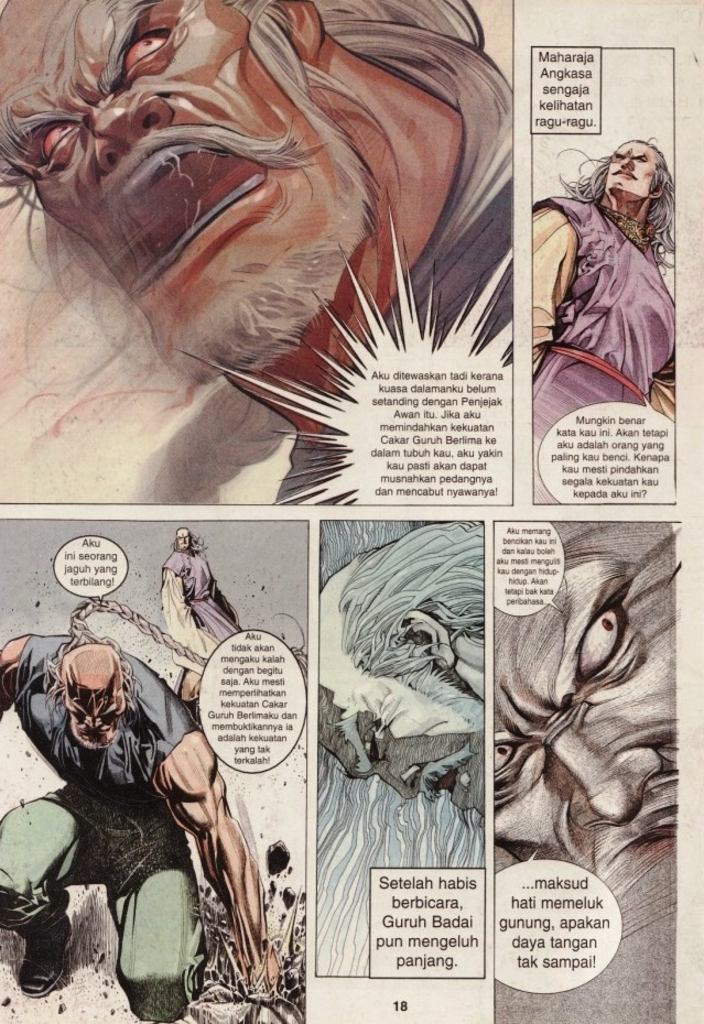 Aku ditewaskan tadi kerana
kuasa dalamanku belum
setanding dengan Penjejak
Awan itu. Jika aku
memindahkan kekuatan
Cakar Guruh Berlima ke
dalam tubuh kau, aku yakin
kau pasti akan dapat
musnahkan pedangnya
dan mencabut nyawanya!
Maharaja
Angkasa
sengaja
kelihatan
ragu-ragu.
Mungkin benar
kata kau ini. Akan tetapi
aku adalah orang yang
paling kau benci. Kenapa
kau mesti pindahkan
segala kekuatan kau
kepada aku ini?
Aku
ini seorang
jaguh yang
terbilang!
Aku
tidak akan
mengaku kalah
dengan begitu
saja. Aku mesti
memperlihatkan
kekuatan Cakar
Guruh Berlimaku dan
membuktikannya ia
adalah kekuatan
yang tak
terkalah!
Setelah habis
berbicara,
Guruh Badai
pun mengeluh
panjang.
Aku memang
bencikan kau ini
dan kalau boleh
aku mesti menguliti
kau dengan hidup-
hidup. Akan
tetapi bak kata
peribahasa...
...maksud
hati memeluk
gunung, apakan
daya tangan
tak sampai!
18